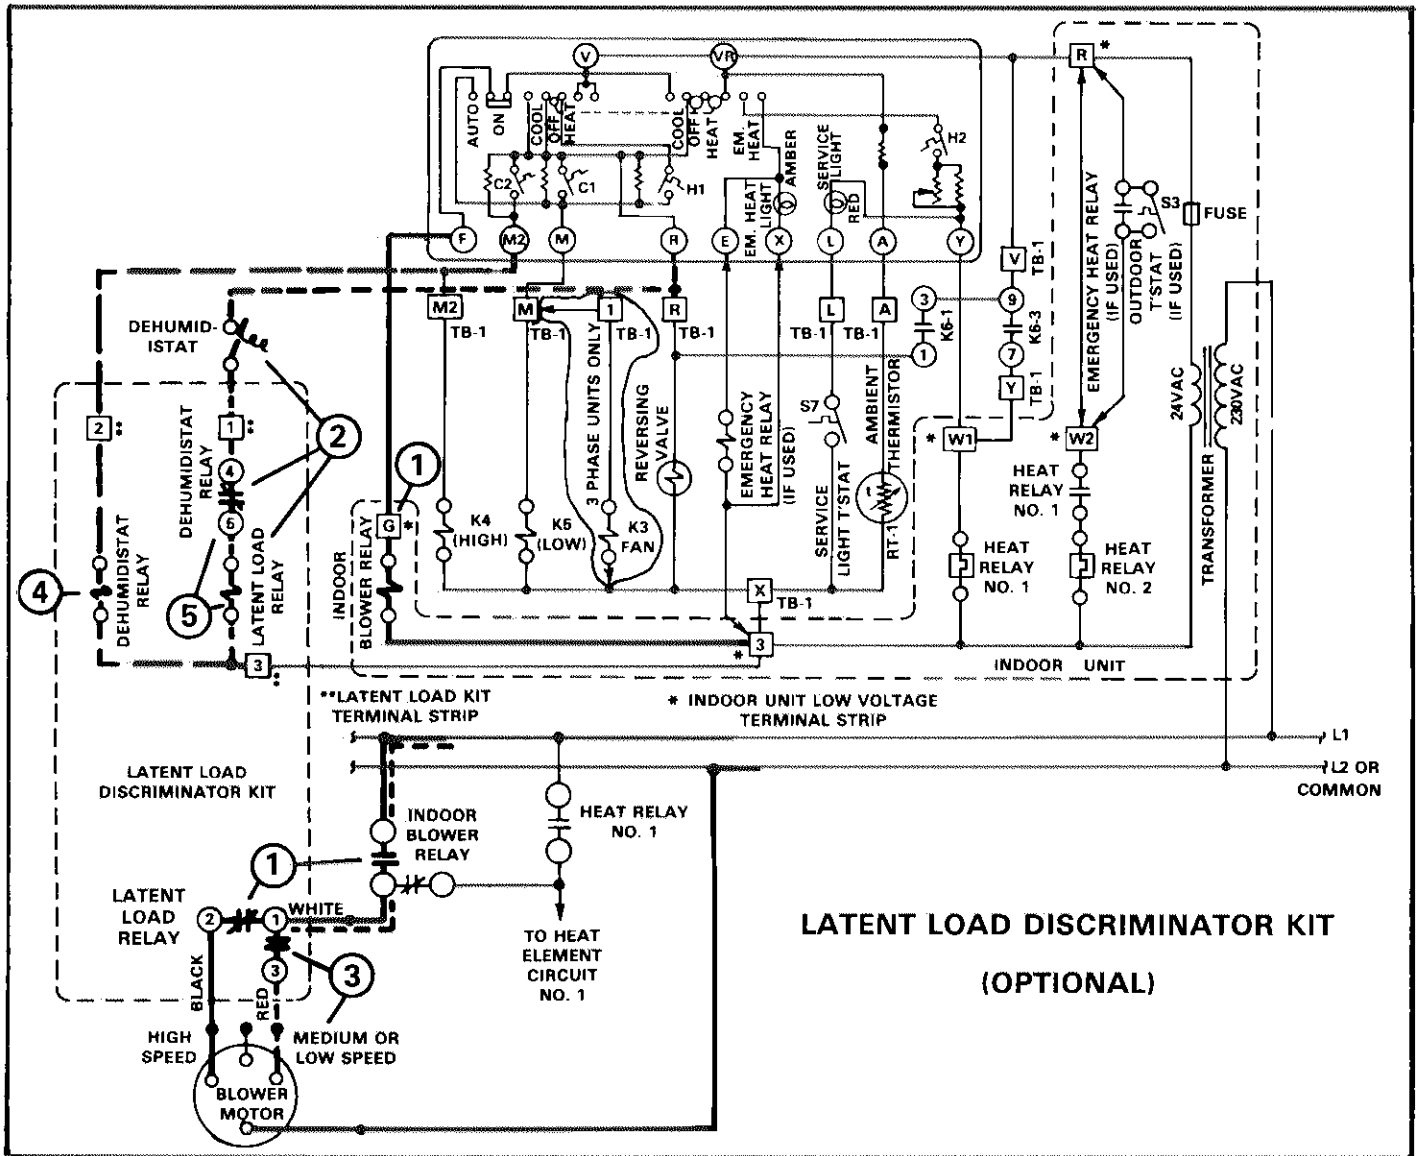 V
VR
R
*
AUTO
ON
COOL
OFF
HEAT
COOL
OFF
HEAT
EM.
HEAT
AMBER
SERVICE
LIGHT
H2
C2
C1
H1
EM. HEAT
LIGHT
RED
S3
FUSE
F
M2
M
R
E
X
L
A
Y
EMERGENCY HEAT RELAY
(IF USED)
OUTDOOR
T'STAT
(IF USED)
V
TB-1
DEHUMID-
ISTAT
M2
TB-1
M
TB-1
1
TB-1
R
TB-1
L
TB-1
A
TB-1
3
K6-1
1
9
K6-3
7
Y
TB-1
3 PHASE UNITS ONLY
REVERSING
VALVE
EMERGENCY
HEAT RELAY
(IF USED)
S7
SERVICE
LIGHT T'STAT
AMBIENT
THERMISTOR
t
RT-1
24VAC
230VAC
TRANSFORMER
2
**
1
**
2
4
DEHUMIDISTAT
RELAY
5
1
G
*
* W1
* W2
HEAT
RELAY
NO. 1
K4
(HIGH)
K5
(LOW)
K3
FAN
4
DEHUMIDISTAT
RELAY
5
LATENT LOAD
RELAY
INDOOR
BLOWER RELAY
HEAT
RELAY
NO. 1
HEAT
RELAY
NO. 2
X
TB-1
3
*
3
**
INDOOR UNIT
**LATENT LOAD KIT
TERMINAL STRIP
* INDOOR UNIT LOW VOLTAGE
TERMINAL STRIP
L1
L2 OR
COMMON
LATENT LOAD
DISCRIMINATOR KIT
INDOOR
BLOWER
RELAY
HEAT RELAY
NO. 1
1
LATENT
LOAD
RELAY
2
1
WHITE
3
3
BLACK
RED
TO HEAT
ELEMENT
CIRCUIT
NO. 1
HIGH
SPEED
MEDIUM OR
LOW SPEED
BLOWER
MOTOR
LATENT LOAD DISCRIMINATOR KIT
(OPTIONAL)